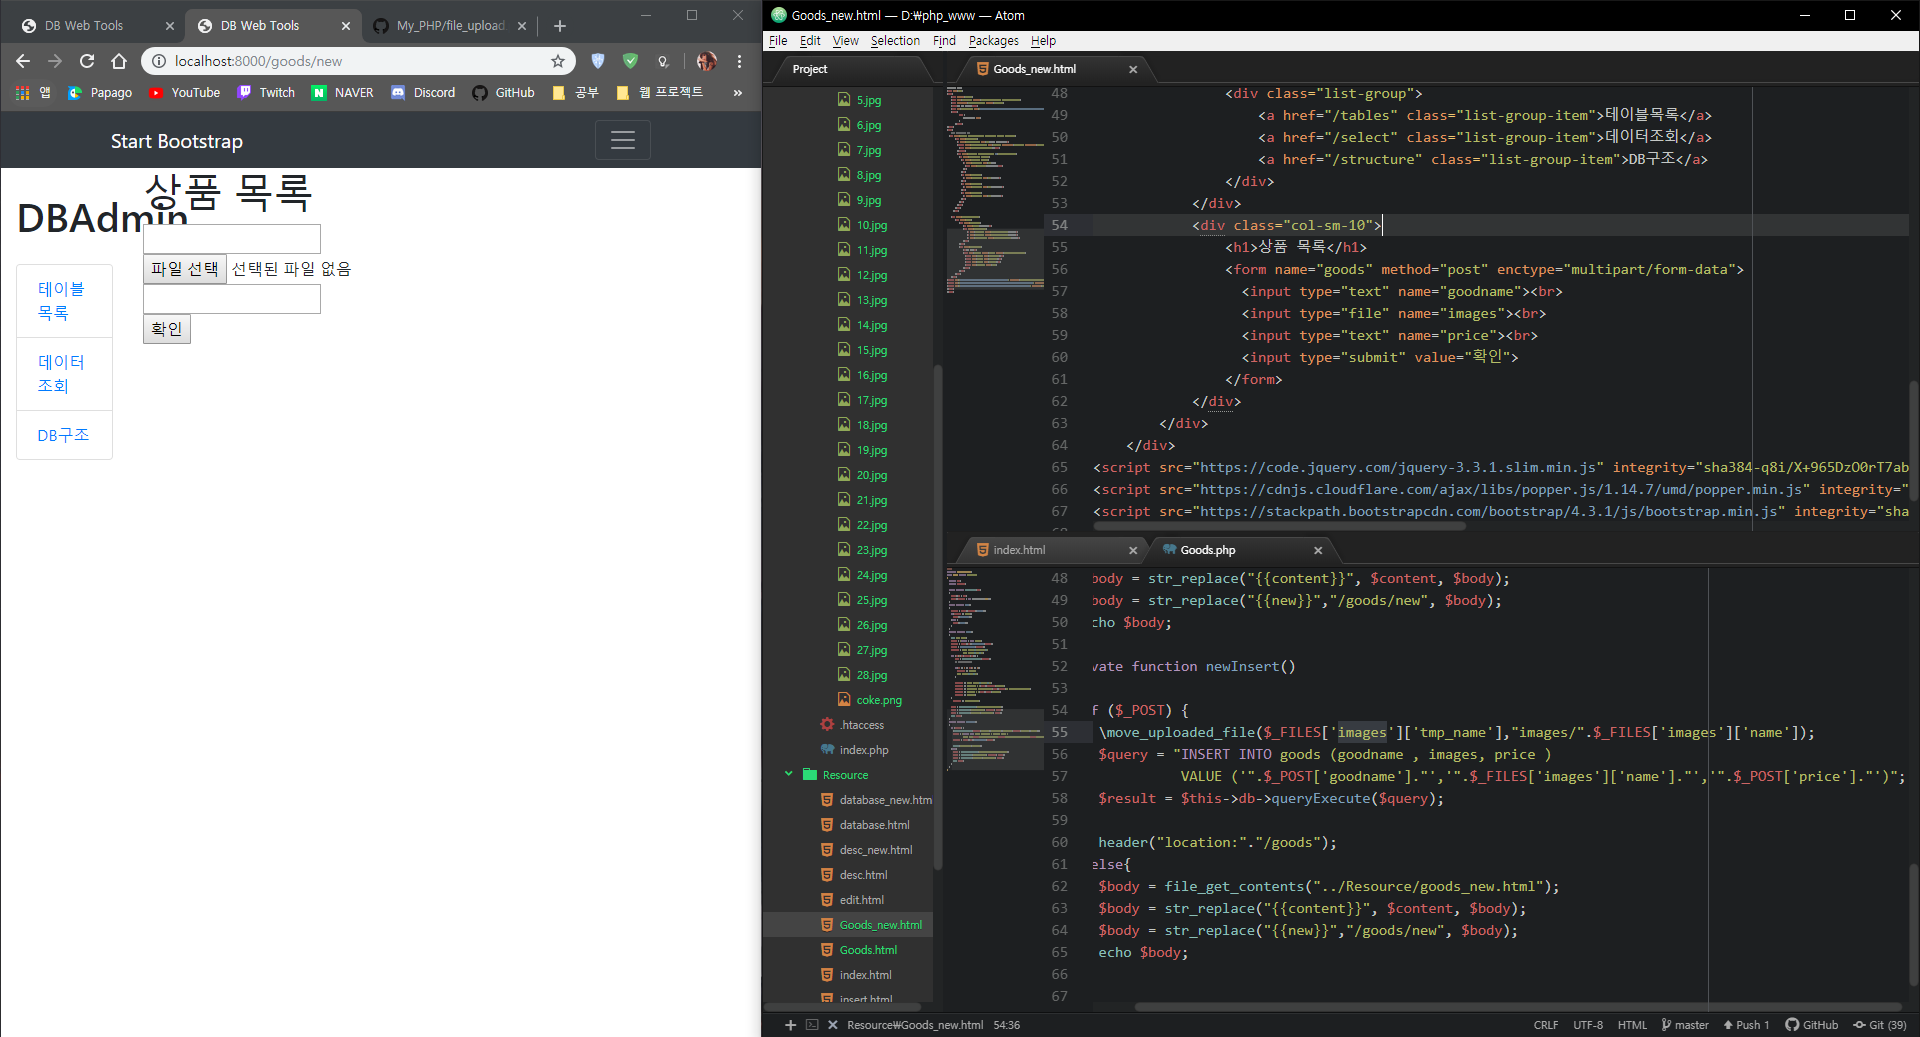 DB Web Tools
DB Web Tools
My_PHP/file_upload
localhost:8000/goods/new
앱
Papago
YouTube
Twitch
NAVER
Discord
GitHub
공부
웹 프로젝트
»
Start Bootstrap
DBAdmin
테이블
목록
데이터
조회
DB구조
상품 목록
파일 선택 선택된 파일 없음
확인
Goods_new.html — D:₩php_www — Atom
File Edit View Selection Find Packages Help
Project
5.jpg
6.jpg
7.jpg
8.jpg
9.jpg
10.jpg
11.jpg
12.jpg
13.jpg
14.jpg
15.jpg
16.jpg
17.jpg
18.jpg
19.jpg
20.jpg
21.jpg
22.jpg
23.jpg
24.jpg
25.jpg
26.jpg
27.jpg
28.jpg
coke.png
.htaccess
index.php
Resource
database_new.htm
database.html
desc_new.html
desc.html
edit.html
Goods_new.html
Goods.html
index.html
insert.html
Goods_new.html
48 <div class="list-group">
49 <a href="/tables" class="list-group-item">테이블목록</a>
50 <a href="/select" class="list-group-item">데이터조회</a>
51 <a href="/structure" class="list-group-item">DB구조</a>
52 </div>
53 </div>
54 <div class="col-sm-10">
55 <h1>상품 목록</h1>
56 <form name="goods" method="post" enctype="multipart/form-data">
57 <input type="text" name="goodname"><br>
58 <input type="file" name="images"><br>
59 <input type="text" name="price"><br>
60 <input type="submit" value="확인">
61 </form>
62 </div>
63 </div>
64 </div>
65 <script src="https://code.jquery.com/jquery-3.3.1.slim.min.js" integrity="sha384-q8i/X+965DzO0rT7ab
66 <script src="https://cdnjs.cloudflare.com/ajax/libs/popper.js/1.14.7/umd/popper.min.js" integrity="
67 <script src="https://stackpath.bootstrapcdn.com/bootstrap/4.3.1/js/bootstrap.min.js" integrity="sha
index.html
Goods.php
48 body = str_replace("{{content}}", $content, $body);
49 body = str_replace("{{new}}","/goods/new", $body);
50 cho $body;
51
52 vate function newInsert()
53
54 f ($_POST) {
55 \move_uploaded_file($_FILES['images']['tmp_name'],"images/".$_FILES['images']['name']);
56 $query = "INSERT INTO goods (goodname , images, price )
57 VALUE ('".$_POST['goodname']."','".$_FILES['images']['name']."','".$_POST['price']."')";
58 $result = $this->db->queryExecute($query);
59
60 header("location:"."/goods");
61 else{
62 $body = file_get_contents("../Resource/goods_new.html");
63 $body = str_replace("{{content}}", $content, $body);
64 $body = str_replace("{{new}}","/goods/new", $body);
65 echo $body;
66
67
Resource₩Goods_new.html 54:36
CRLF UTF-8 HTML master Push 1 GitHub Git (39)